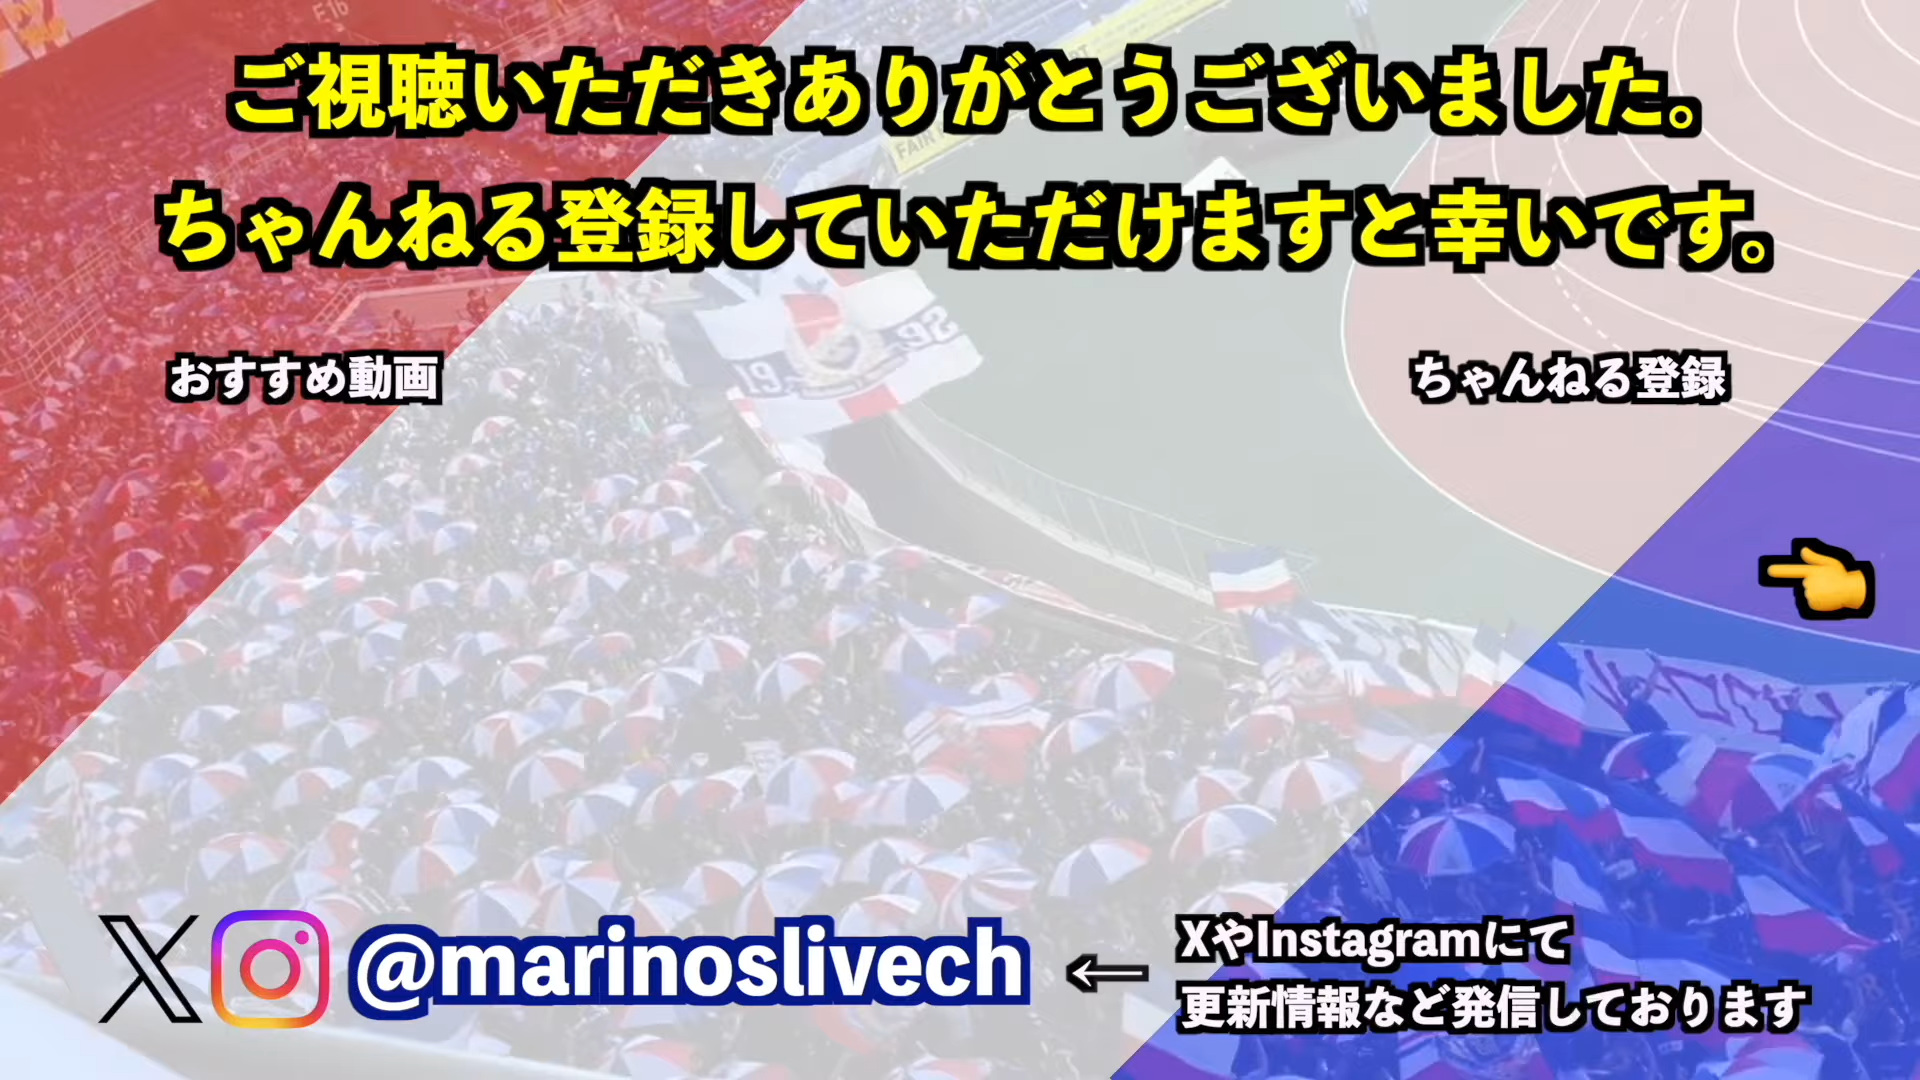 E16
ご視聴いただきありがとうございました。
ちゃんねる登録していただけますと幸いです。
おすすめ動画
ちゃんねる登録
19 92
@marinoslivech
←
XやInstagramにて
更新情報など発信しております